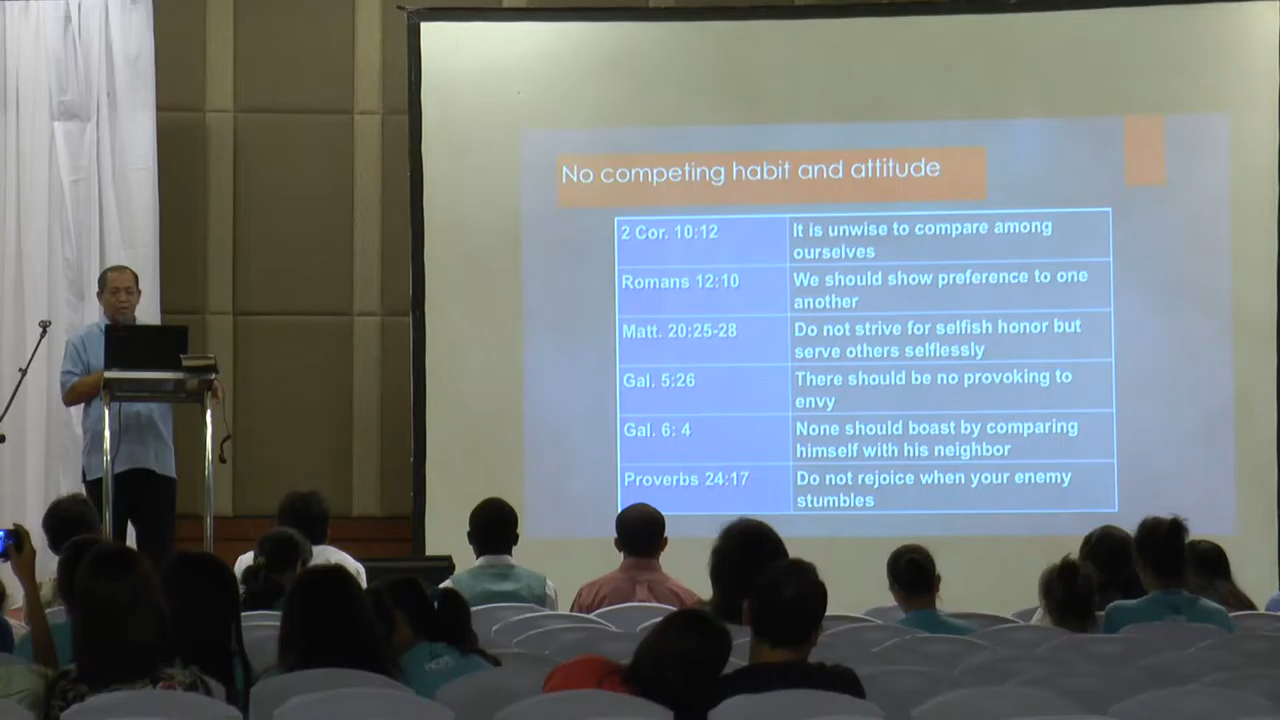 No competing habit and attitude
2 Cor. 10:12
It is unwise to compare among
ourselves
Romans 12:10
We should show preference to one
another
Matt. 20:25-28
Do not strive for selfish honor but
serve others selflessly
Gal. 5:26
There should be no provoking to
envy
Gal. 6: 4
None should boast by comparing
himself with his neighbor
Proverbs 24:17
Do not rejoice when your enemy
stumbles